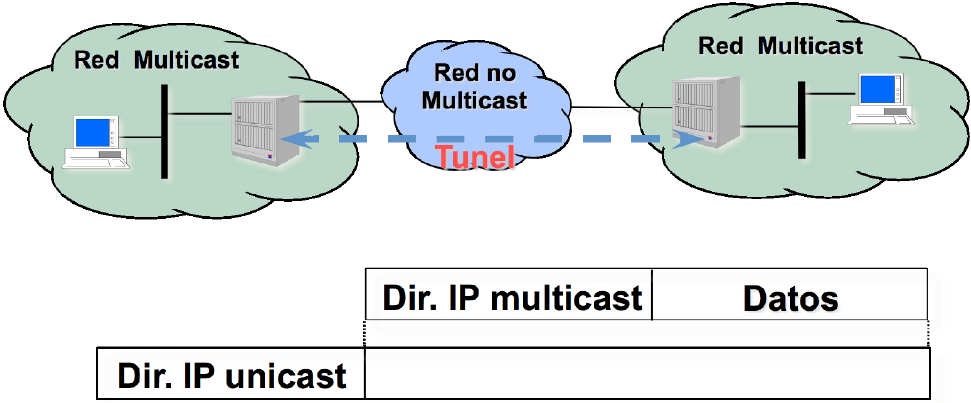 Red Multicast
Red no
Multicast
Red Multicast
Tunel
Dir. IP multicast
Datos
Dir. IP unicast